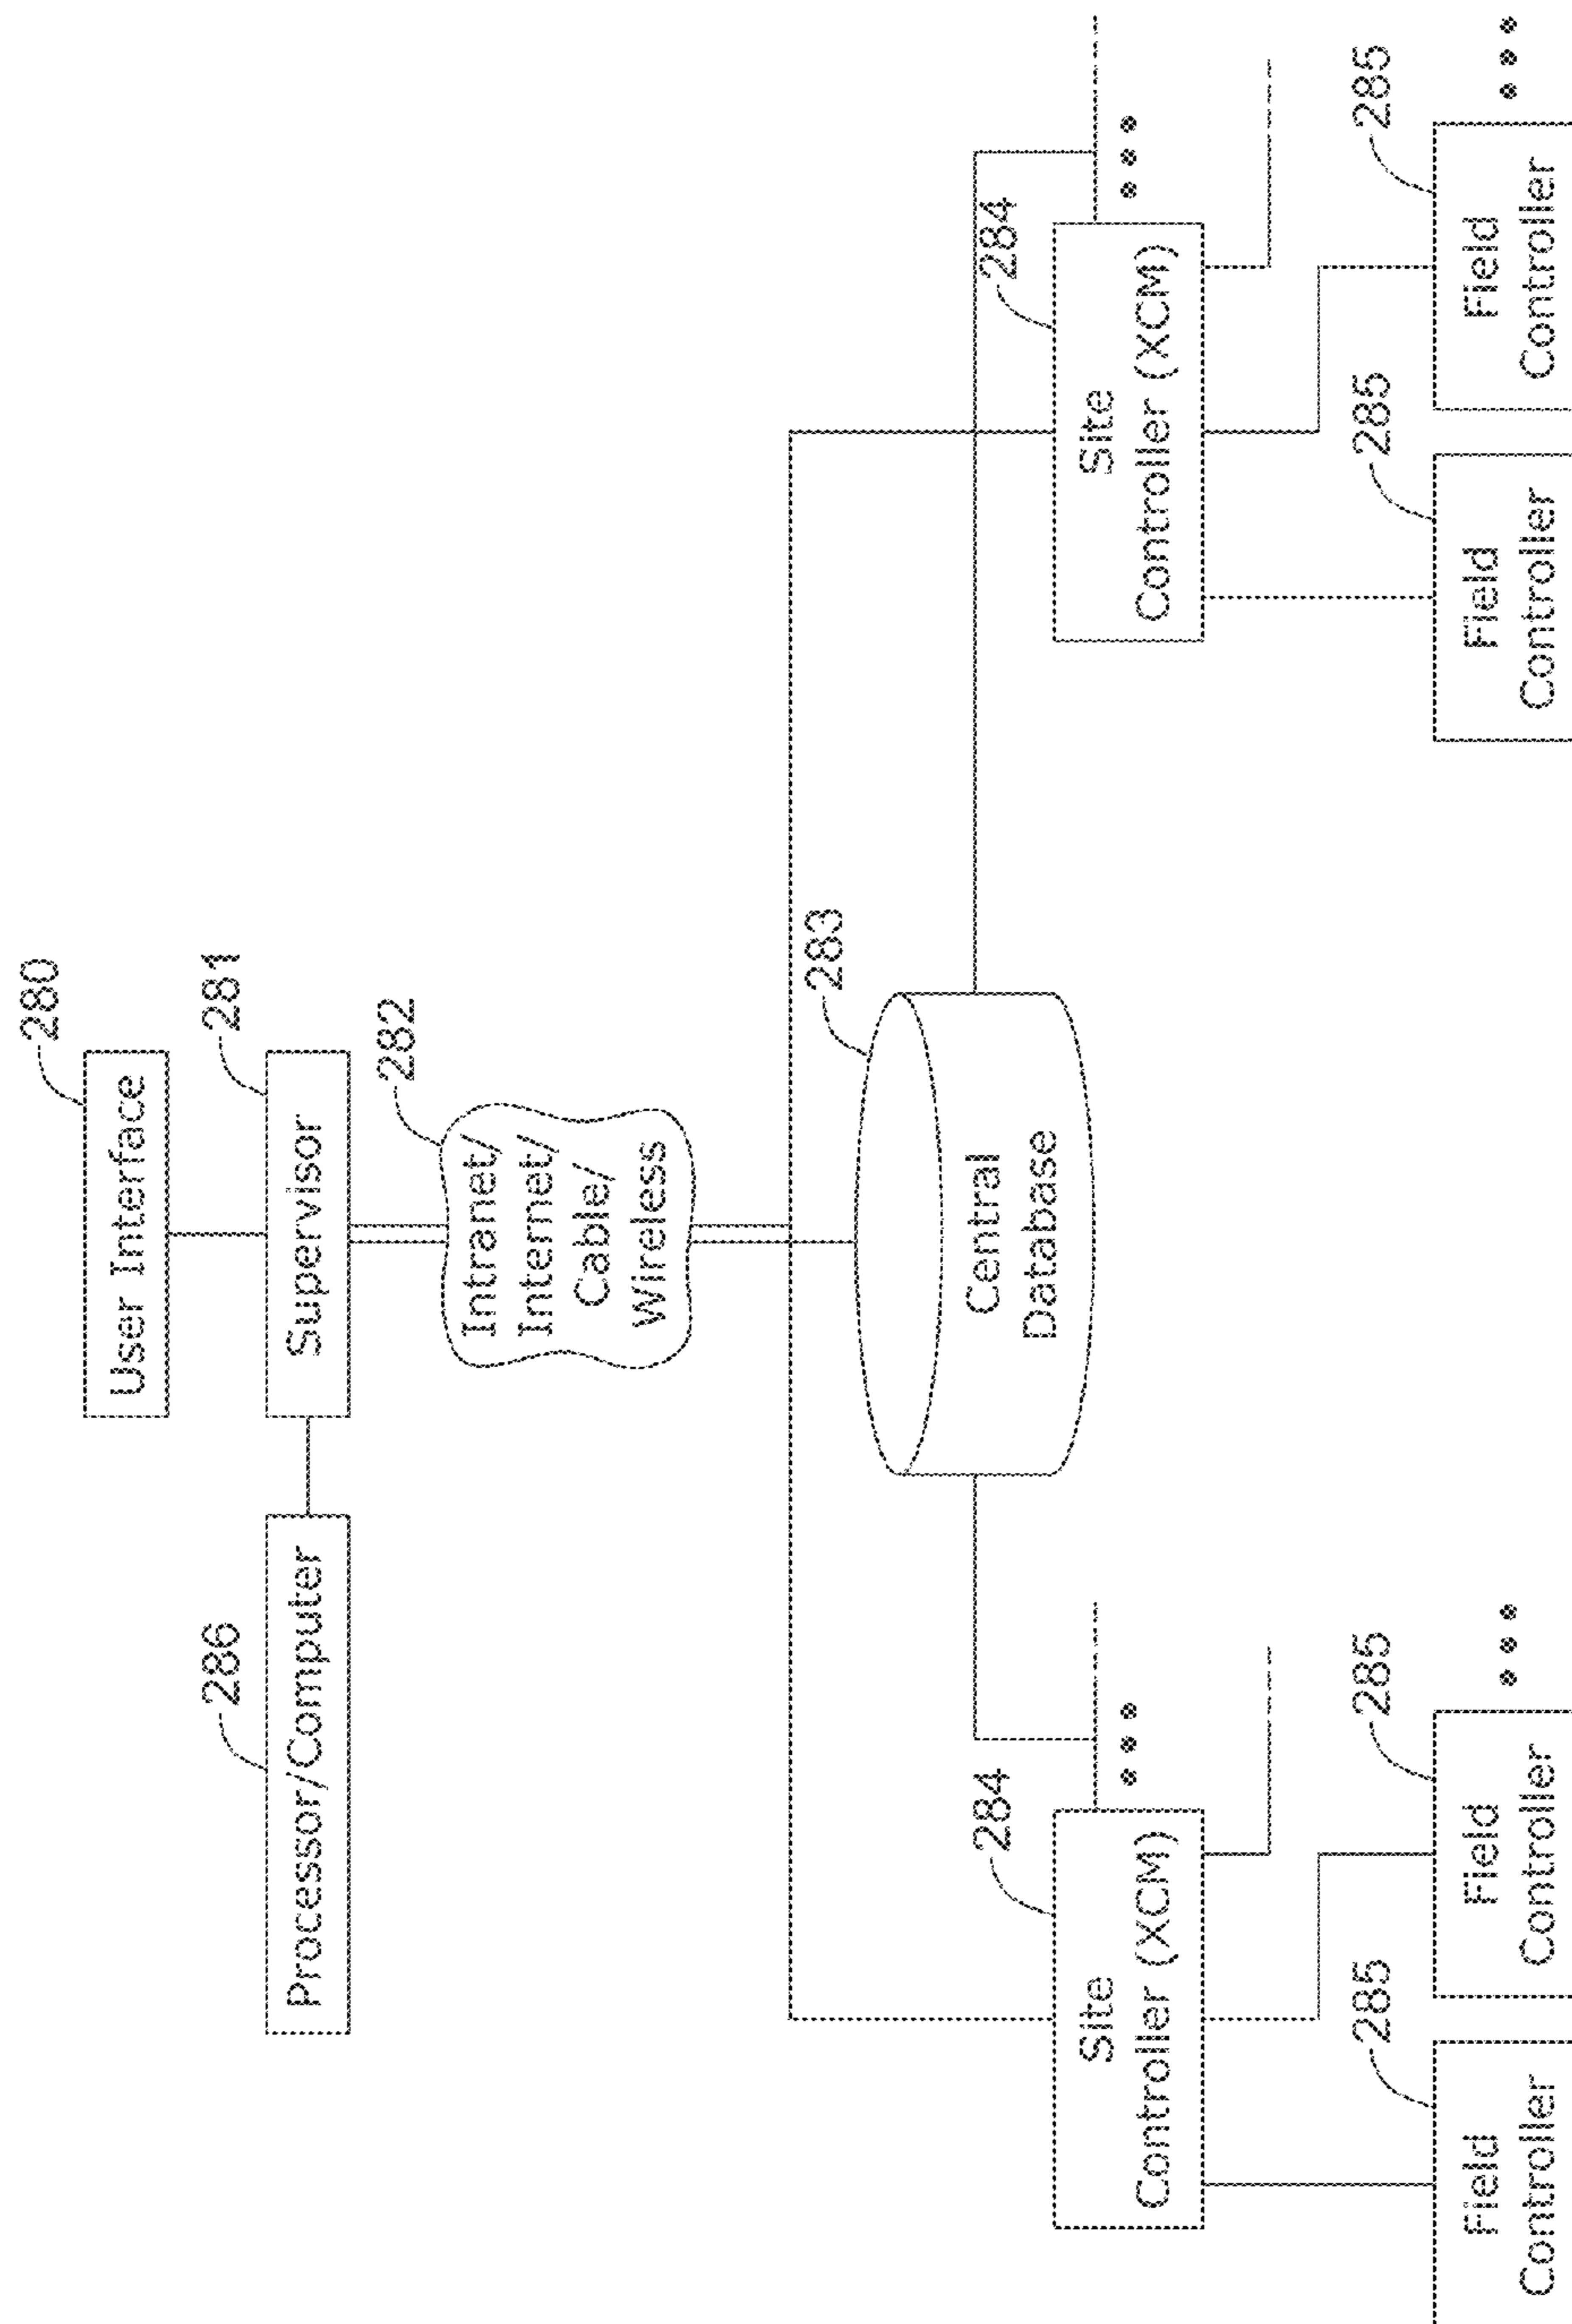 280
User Interface
286
281
Processor/Computer
Supervisor
282
Intranet/
Internet/
Cable/
Wireless
283
Central
Database
284
Site
Controller (XCM)
284
Site
Controller (XCM)
285
Field
Controller
285
Field
Controller
285
Field
Controller
285
Field
Controller